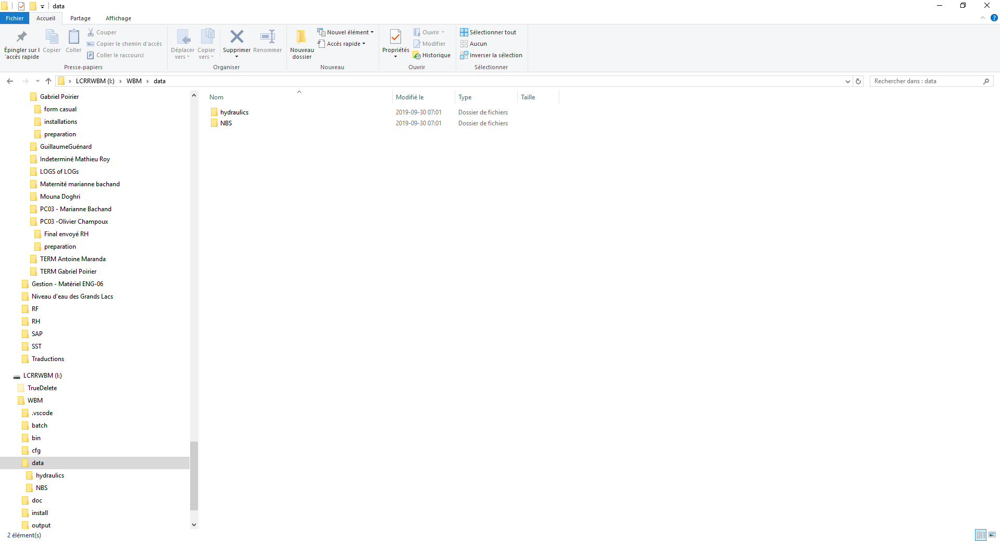 data
Fichier Accueil Partage Affichage
Épingler sur l
'accès rapide
Copier
Coller
Couper
Copier le chemin d'accès
Coller le raccourci
Presse-papiers
Déplacer
vers
Copier
vers
Supprimer
Renommer
Organiser
Nouveau
dossier
Nouvel élément
Accès rapide
Nouveau
Propriétés
Ouvrir
Modifier
Historique
Ouvrir
Sélectionner tout
Aucun
Inverser la sélection
Sélectionner
LCRRWBM (I:) > WBM > data
Rechercher dans : data
Gabriel Poirier
form casual
installations
preparation
GuillaumeGuénard
Indeterminé Mathieu Roy
LOGS of LOGs
Maternité marianne bachand
Mouna Doghri
PC03 - Marianne Bachand
PC03 -Olivier Champoux
Final envoyé RH
preparation
TERM Antoine Maranda
TERM Gabriel Poirier
Gestion - Matériel ENG-06
Niveau d'eau des Grands Lacs
RF
RH
SAP
SST
Traductions
LCRRWBM (I:)
TrueDelete
WBM
.vscode
batch
bin
cfg
data
hydraulics
NBS
doc
install
output
Nom Modifié le Type Taille
hydraulics 2019-09-30 07:01 Dossier de fichiers
NBS 2019-09-30 07:01 Dossier de fichiers
2 élément(s)